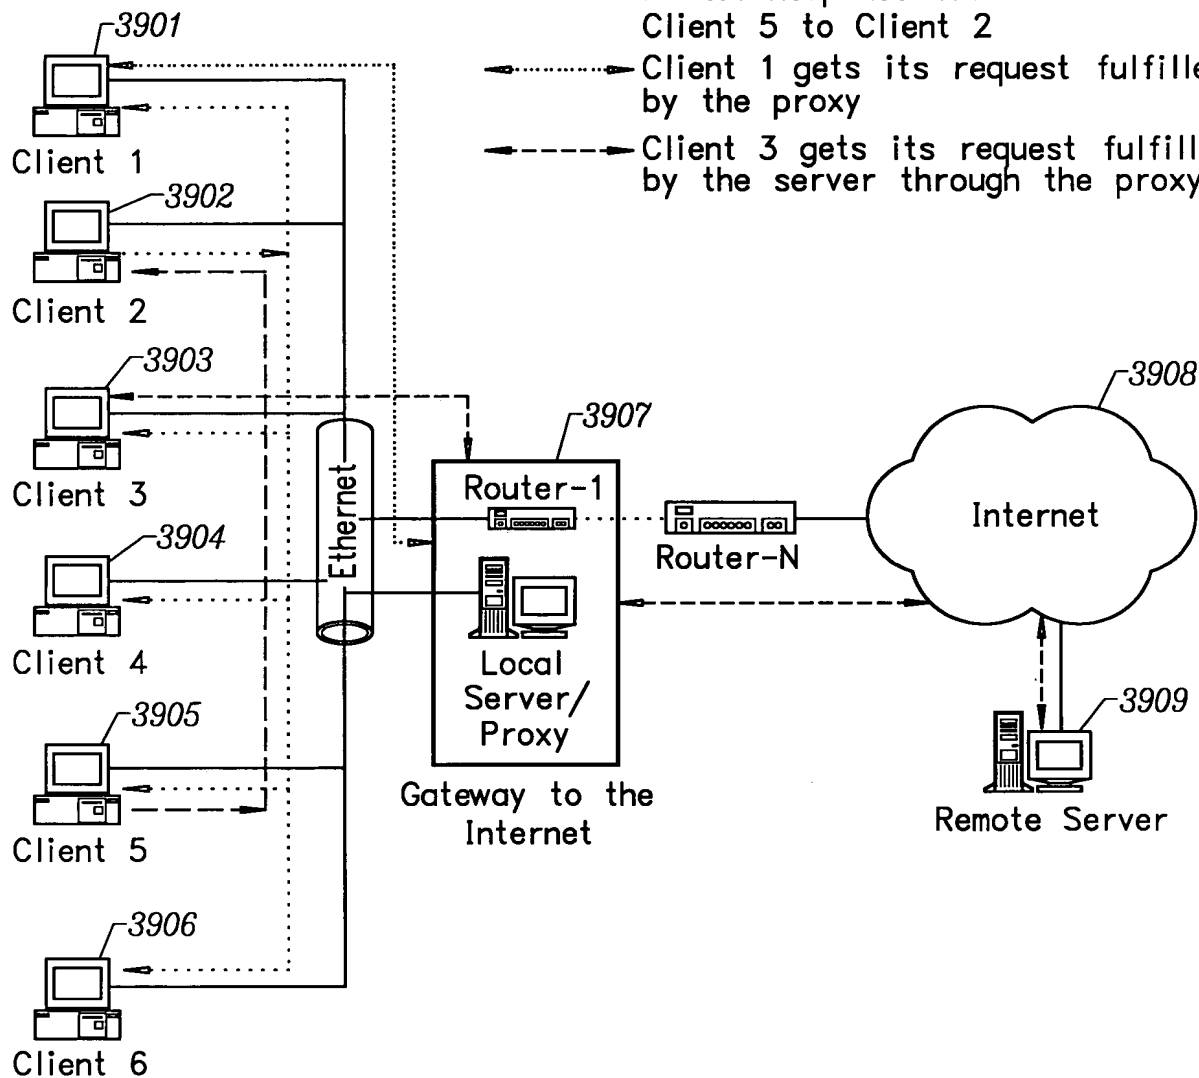 Client 5 to Client 2
Client 1 gets its request
by the proxy
Client 3 gets its request
by the server through the proxy
3901
Client 1
3902
Client 2
3903
Client 3
3904
Client 4
3905
Client 5
3906
Client 6
Ethernet
3907
Router-1
Local
Server/
Proxy
Gateway to the
Internet
Router-N
3908
Internet
3909
Remote Server